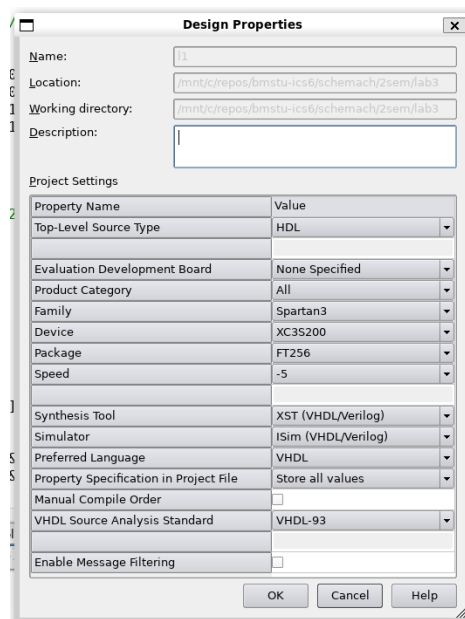 Design Properties
Name: l1
Location: /mnt/c/repos/bmstu-ics6/schemach/2sem/lab3
Working directory: /mnt/c/repos/bmstu-ics6/schemach/2sem/lab3
Description:
Project Settings
Property Name Value
Top-Level Source Type HDL
Evaluation Development Board None Specified
Product Category All
Family Spartan3
Device XC3S200
Package FT256
Speed -5
Synthesis Tool XST (VHDL/Verilog)
Simulator ISim (VHDL/Verilog)
Preferred Language VHDL
Property Specification in Project File Store all values
Manual Compile Order
VHDL Source Analysis Standard VHDL-93
Enable Message Filtering
OK Cancel Help